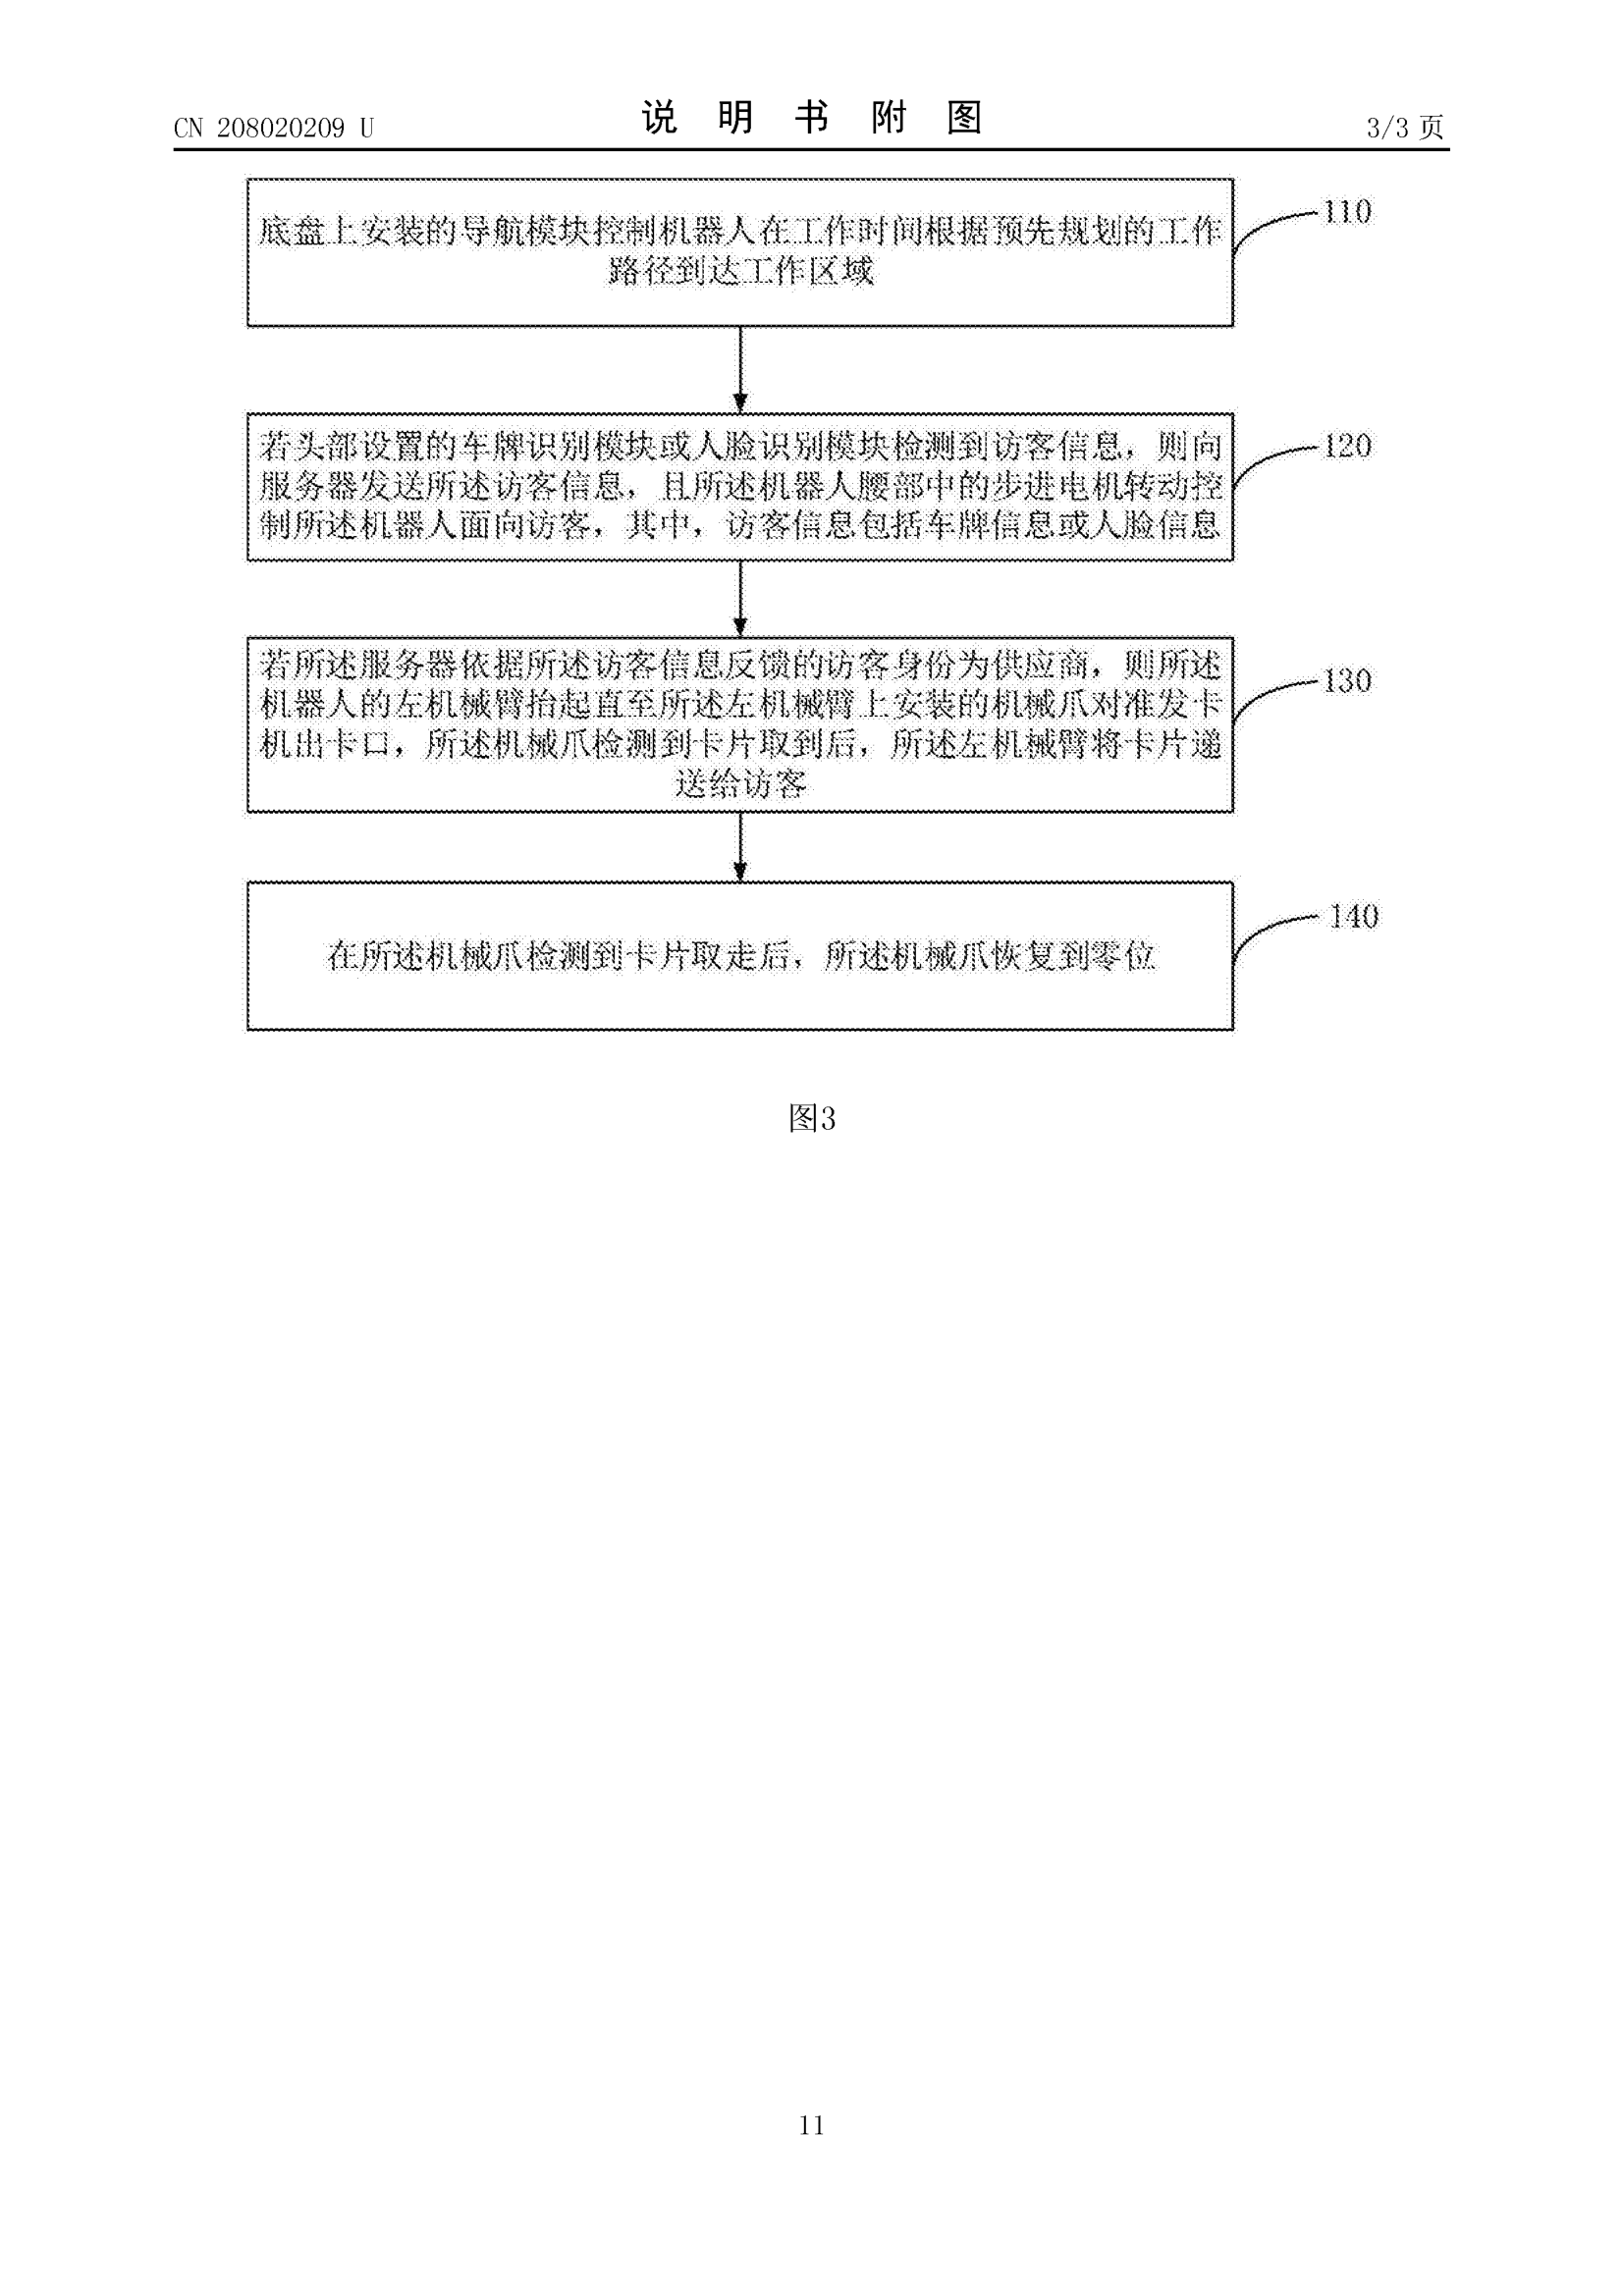 CN 208020209 U
说 明 书 附 图
3/3 页
底盘上安装的导航模块控制机器人在工作时间根据预先规划的工作
路径到达工作区域
110
若头部设置的车牌识别模块或人脸识别模块检测到访客信息，则向
服务器发送所述访客信息，且所述机器人腰部中的步进电机转动控
制所述机器人面向访客，其中，访客信息包括车牌信息或人脸信息
120
若所述服务器依据所述访客信息反馈的访客身份为供应商，则所述
机器人的左机械臂抬起直至所述左机械臂上安装的机械爪对准发卡
机出卡口，所述机械爪检测到卡片取到后，所述左机械臂将卡片递
送给访客
130
在所述机械爪检测到卡片取走后，所述机械爪恢复到零位
140
图3
11